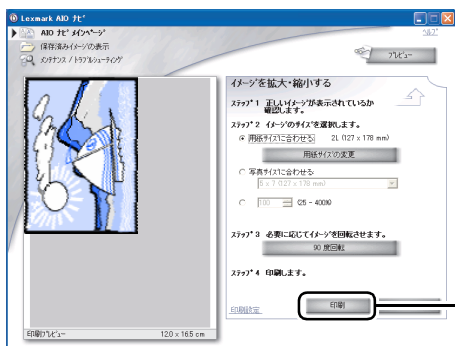 Lexmark AIO ﾅﾋﾞ
AIO ﾅﾋﾞ ﾒｲﾝﾍﾟｰｼﾞ
ﾍﾙﾌﾟ
保存済みｲﾒｰｼﾞの表示
ﾒﾝﾃﾅﾝｽ / ﾄﾗﾌﾞﾙｼｭｰﾃｨﾝｸﾞ
ﾌﾟﾚﾋﾞｭｰ
ｲﾒｰｼﾞを拡大・縮小する
ｽﾃｯﾌﾟ 1 正しいｲﾒｰｼﾞが表示されているか
確認します。
ｽﾃｯﾌﾟ 2 ｲﾒｰｼﾞのｻｲｽﾞを選択します。
用紙ｻｲｽﾞに合わせる: 2L (127 x 178 mm)
用紙ｻｲｽﾞの変更
写真ｻｲｽﾞに合わせる:
5 x 7 (127 x 178 mm)
100 (25 - 400%)
ｽﾃｯﾌﾟ 3 必要に応じてｲﾒｰｼﾞを回転させます。
90 度回転
ｽﾃｯﾌﾟ 4 印刷します。
印刷設定
印刷
印刷ﾌﾟﾚﾋﾞｭｰ 12.0 x 16.5 cm